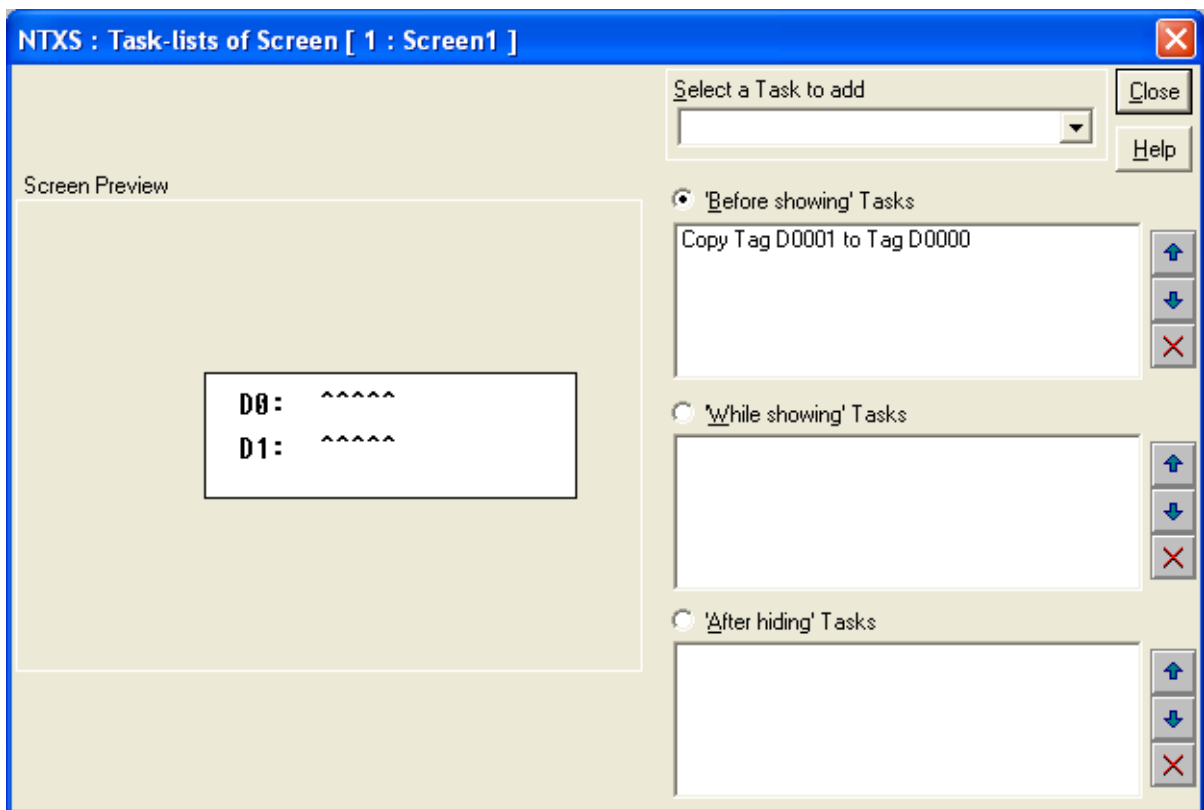 NTXS : Task-lists of Screen [ 1 : Screen1 ]
Select a Task to add
Close
Help
Screen Preview
'Before showing' Tasks
Copy Tag D0001 to Tag D0000
D0: ^^^^^
D1: ^^^^^
'While showing' Tasks
'After hiding' Tasks